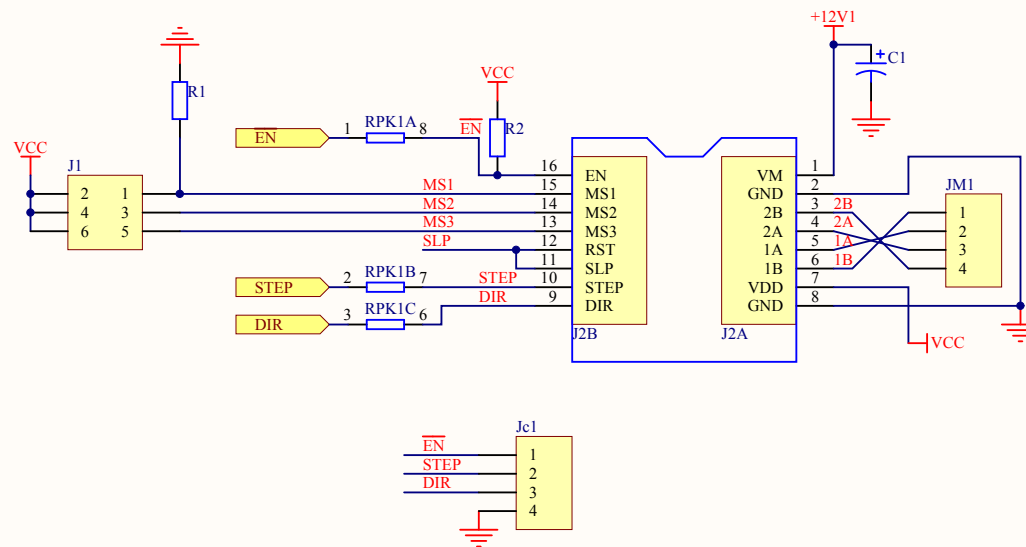 +12V1
C1
R1
VCC
EN
RPK1A
1
8
EN
R2
VCC
J1
2
1
4
3
6
5
MS1
MS2
MS3
SLP
16
15
14
13
12
11
10
9
EN
MS1
MS2
MS3
RST
SLP
STEP
DIR
J2B
VM
GND
2B
2A
1A
1B
VDD
GND
J2A
1
2
3
4
5
6
7
8
2B
2A
1A
1B
JM1
1
2
3
4
STEP
2
RPK1B
7
STEP
DIR
3
RPK1C
6
DIR
VCC
Jc1
EN
STEP
DIR
1
2
3
4